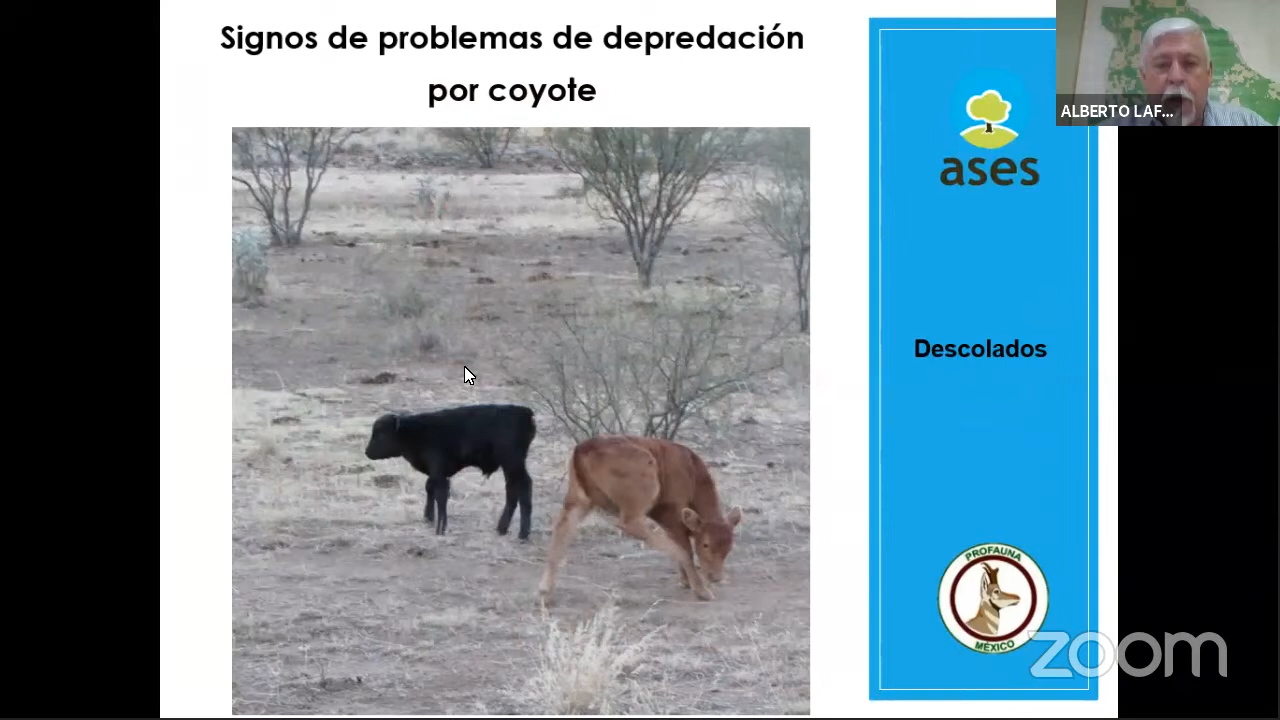 Signos de problemas de depredación
por coyote
ALBERTO LAF...
ases
Descolados
PROFAUNA
MÉXICO
zoom